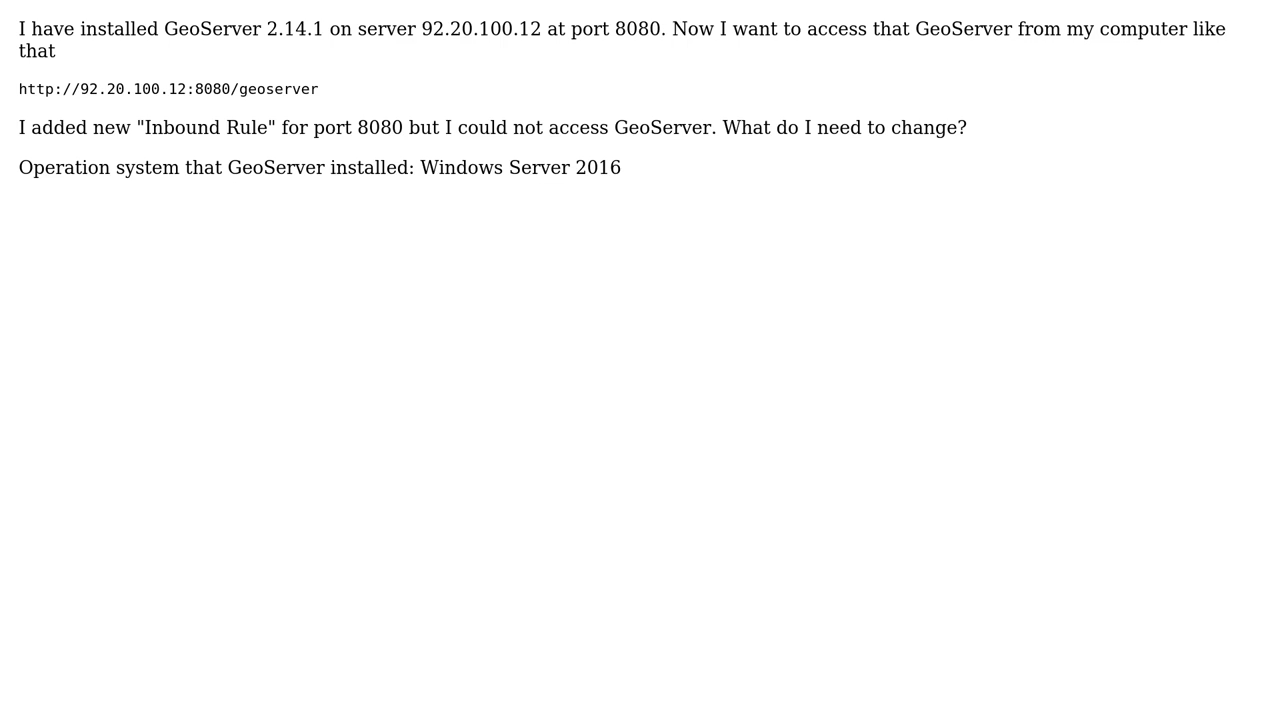 I have installed GeoServer 2.14.1 on server 92.20.100.12 at port 8080. Now I want to access that GeoServer from my computer like
that
http://92.20.100.12:8080/geoserver
I added new "Inbound Rule" for port 8080 but I could not access GeoServer. What do I need to change?
Operation system that GeoServer installed: Windows Server 2016